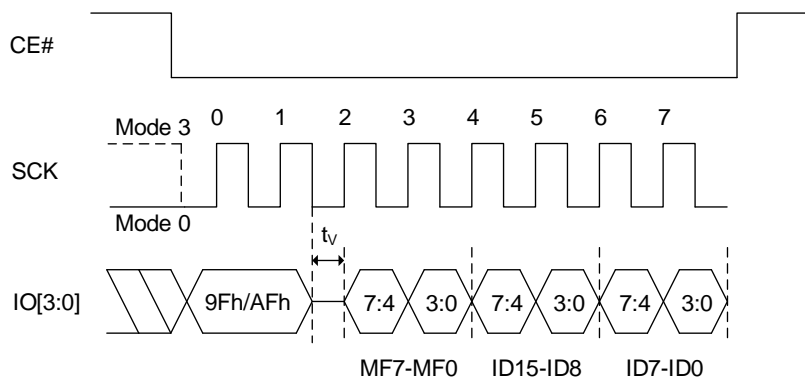 CE#
0 1 2 3 4 5 6 7
Mode 3
SCK
Mode 0
tV
IO[3:0] 9Fh/AFh 7:4 3:0 7:4 3:0 7:4 3:0
MF7-MF0 ID15-ID8 ID7-ID0